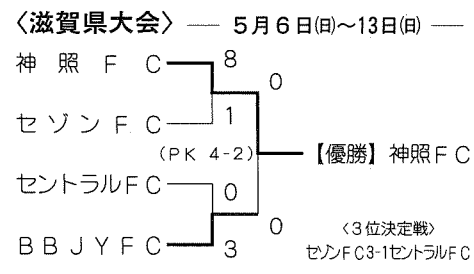 〈滋賀県大会〉― 5月6日㈰〜13日㈰ ―
神照FC 8
0
セゾンFC 1
(PK 4-2)
【優勝】神照FC
セントラルFC 0
0
BBJYFC 3
〈3位決定戦〉
セゾンFC3-1セントラルFC